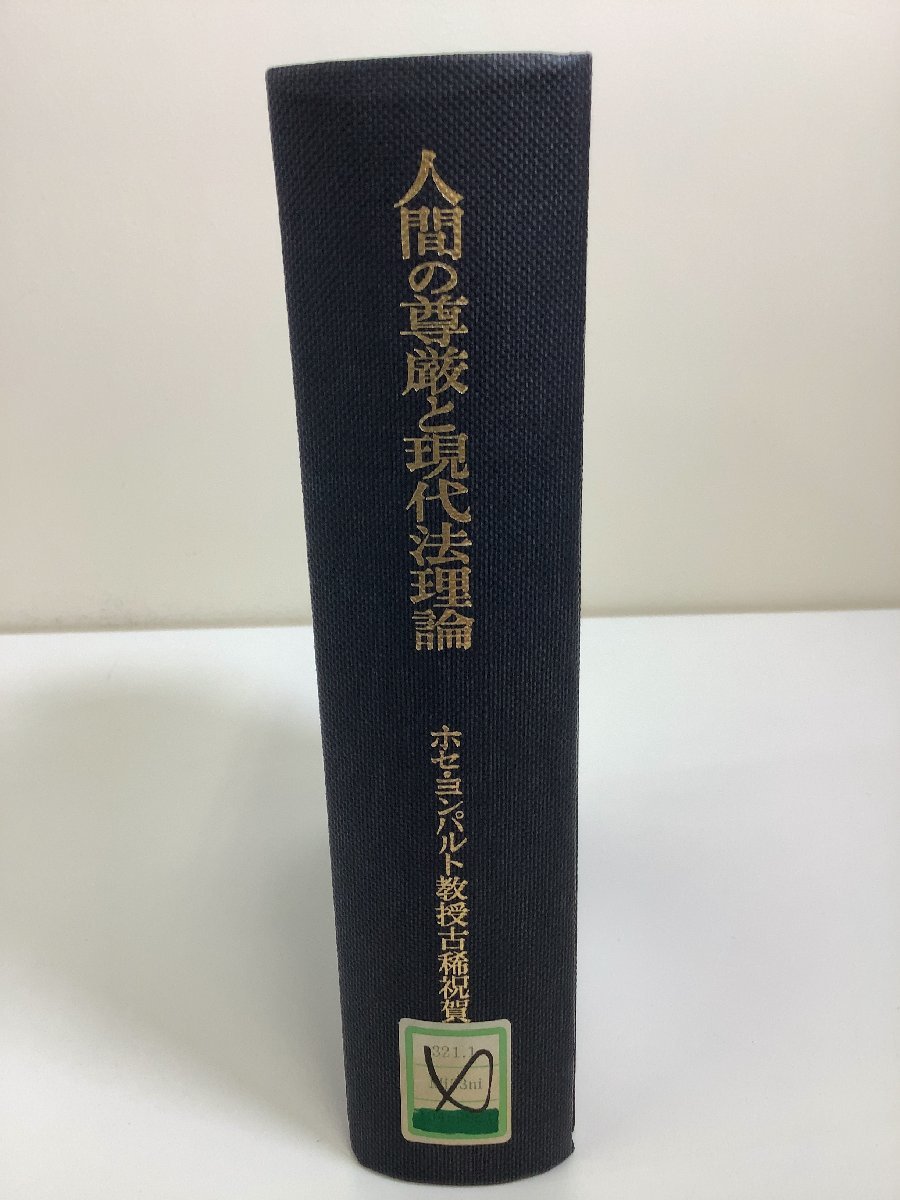 人間の尊厳と現代法理論
ホセ・ヨンパルト教授古稀祝賀
321.1